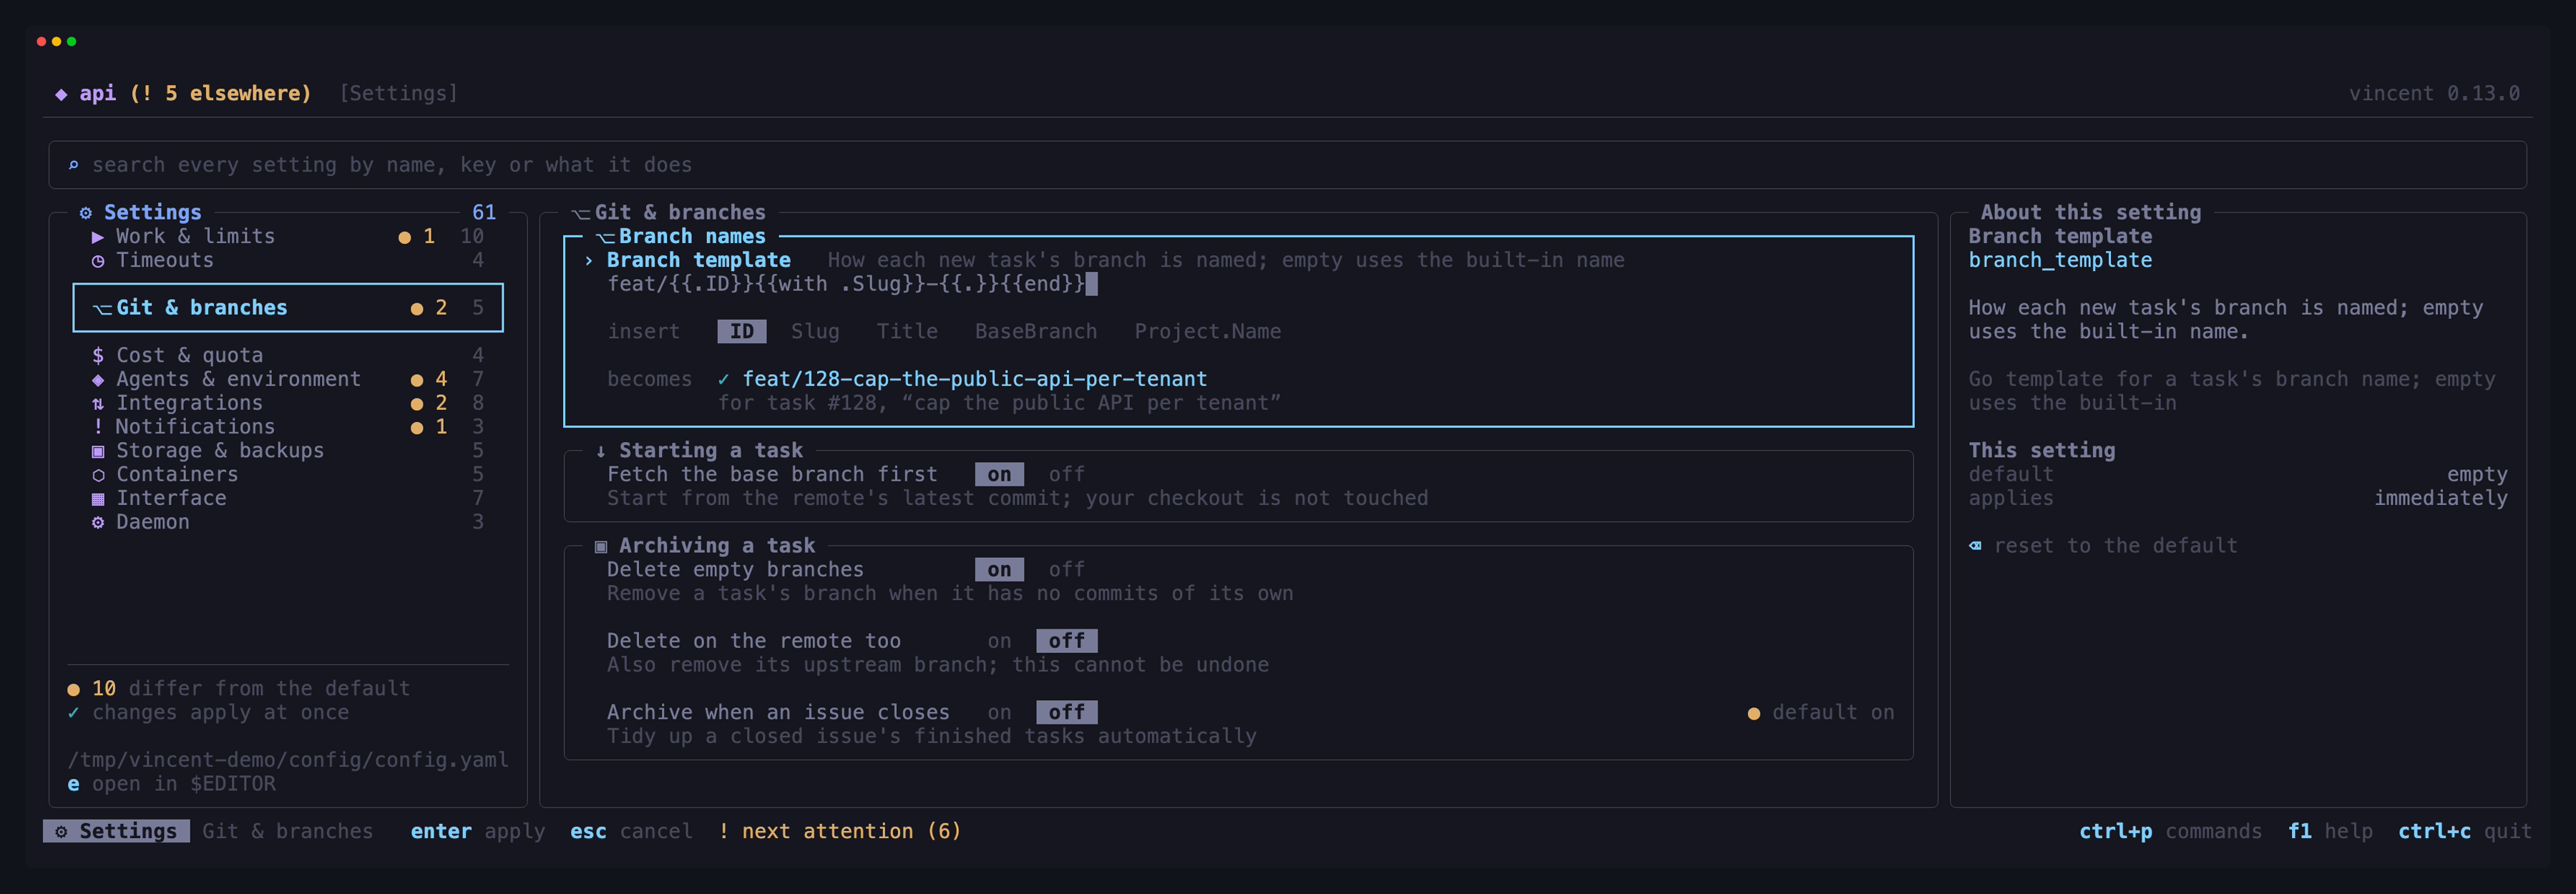 ◆ api (! 5 elsewhere) [Settings] vincent 0.13.0
⌕ search every setting by name, key or what it does
⚙ Settings 61
▶ Work & limits ● 1 10
◷ Timeouts 4
⌥ Git & branches ● 2 5
$ Cost & quota 4
◈ Agents & environment ● 4 7
⇅ Integrations ● 2 8
! Notifications ● 1 3
▣ Storage & backups 5
⬡ Containers 5
▦ Interface 7
⚙ Daemon 3
● 10 differ from the default
✓ changes apply at once
/tmp/vincent-demo/config/config.yaml
e open in $EDITOR
⌥ Git & branches
⌥ Branch names
› Branch template How each new task's branch is named; empty uses the built-in name
feat/{{.ID}}{{with .Slug}}-{{.}}{{end}}
insert ID Slug Title BaseBranch Project.Name
becomes ✓ feat/128-cap-the-public-api-per-tenant
for task #128, “cap the public API per tenant”
↓ Starting a task
Fetch the base branch first on off
Start from the remote's latest commit; your checkout is not touched
▣ Archiving a task
Delete empty branches on off
Remove a task's branch when it has no commits of its own
Delete on the remote too on off
Also remove its upstream branch; this cannot be undone
Archive when an issue closes on off ● default on
Tidy up a closed issue's finished tasks automatically
About this setting
Branch template
branch_template
How each new task's branch is named; empty
uses the built-in name.
Go template for a task's branch name; empty
uses the built-in
This setting
default empty
applies immediately
⌫ reset to the default
⚙ Settings Git & branches enter apply esc cancel ! next attention (6) ctrl+p commands f1 help ctrl+c quit